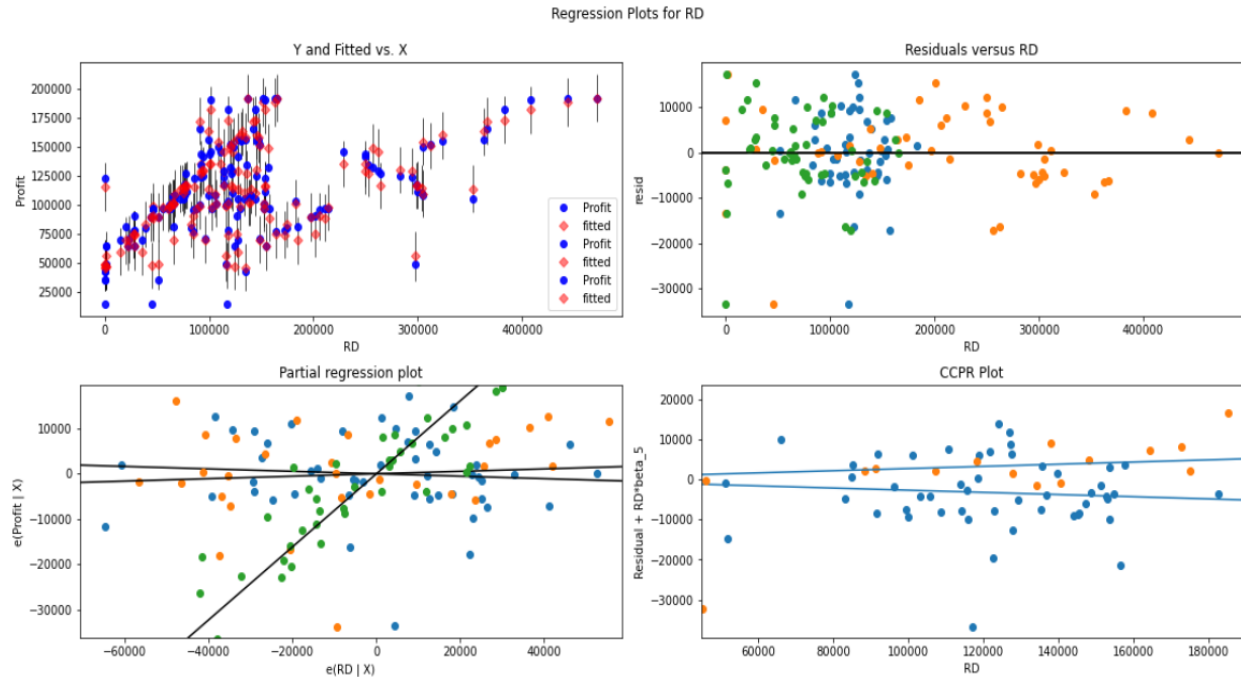 Regression Plots for RD
Y and Fitted vs. X
Profit
200000
175000
150000
125000
100000
75000
50000
25000
0
100000
200000
300000
400000
RD
Profit
fitted
Profit
fitted
Profit
fitted
Residuals versus RD
resid
10000
0
−10000
−20000
−30000
0
100000
200000
300000
400000
RD
Partial regression plot
e(Profit | X)
10000
0
−10000
−20000
−30000
−60000
−40000
−20000
0
20000
40000
e(RD | X)
CCPR Plot
Residual + RD*beta_5
20000
10000
0
−10000
−20000
−30000
60000
80000
100000
120000
140000
160000
180000
RD